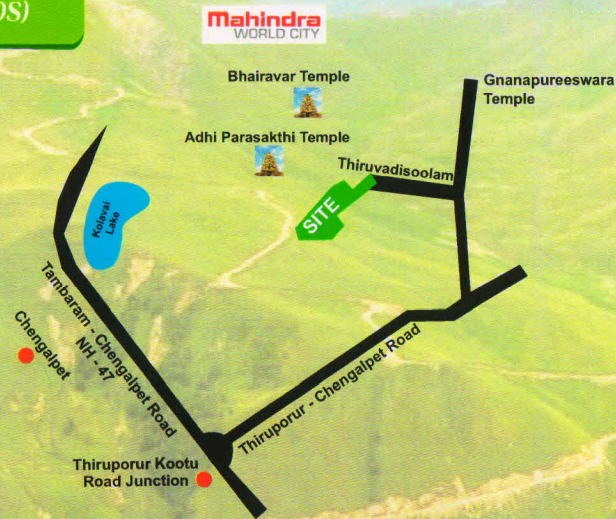 Mahindra
WORLD CITY
Bhairavar Temple
Gnanapureeswara
Temple
Adhi Parasakthi Temple
Thiruvadisoolam
SITE
Kolavai
Lake
Tambaram - Chengalpet Road
NH - 47
Chengalpet
Thiruporur - Chengalpet Road
Thiruporur Kootu
Road Junction